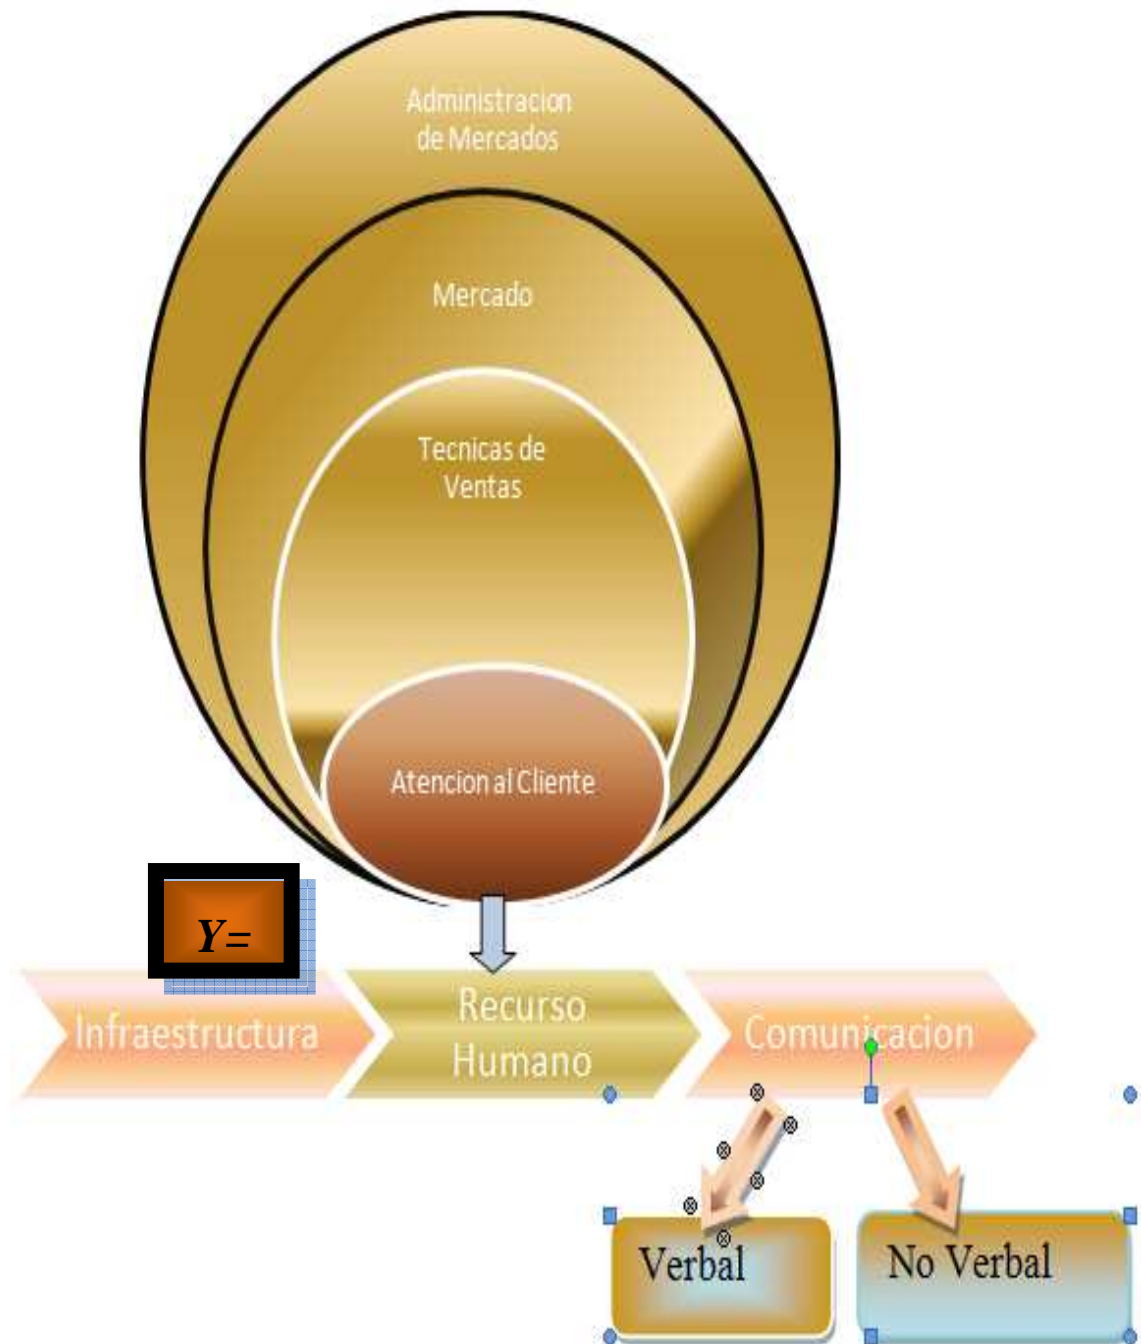 Administracion
de Mercados
Mercado
Tecnicas de
Ventas
Atencion al Cliente
Y=
Infraestructura
Recurso
Humano
Comunicacion
Verbal
No Verbal